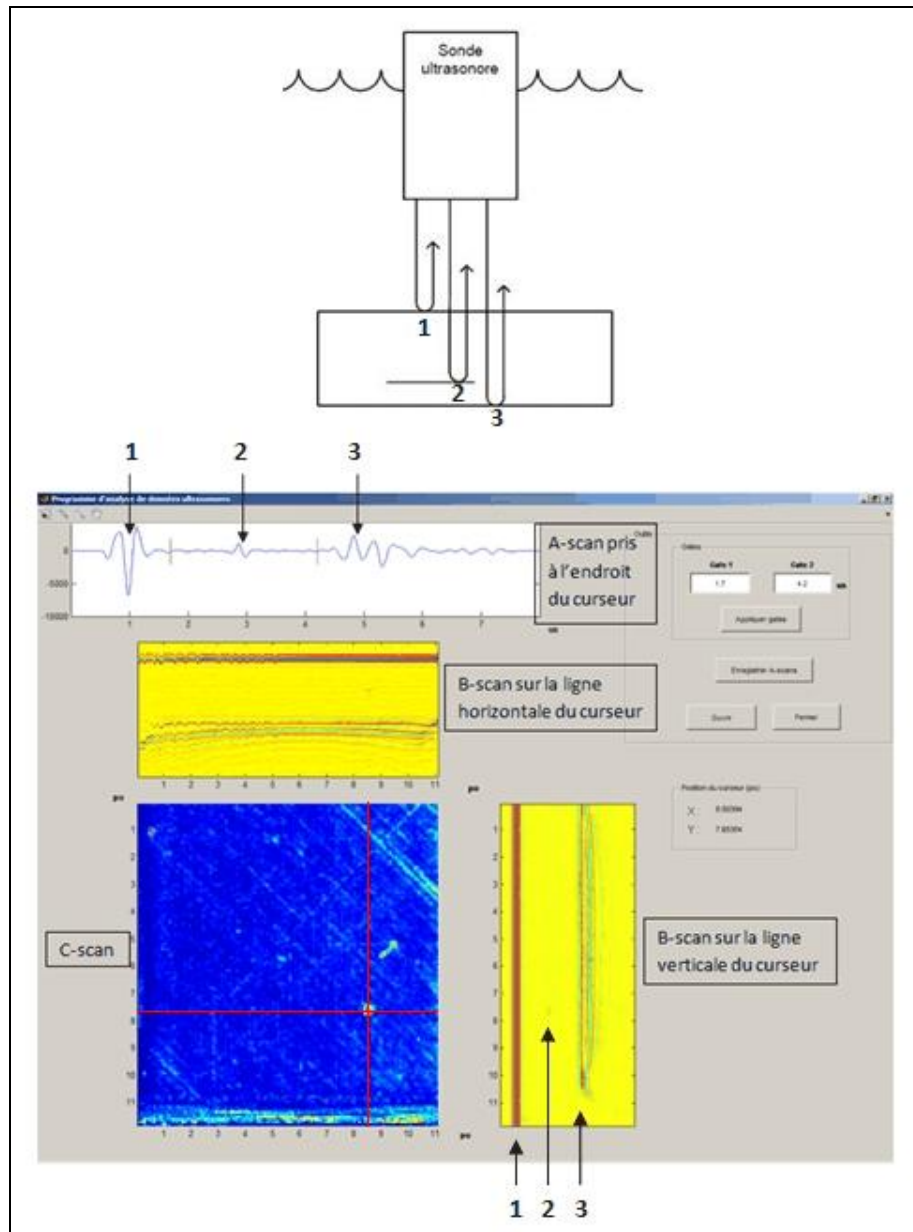 Sonde
ultrasonore
1
2
3
1
2
3
Programme d'analyse de données ultrasonores
A-scan pris
à l'endroit
du curseur
Gate 1
Gate 2
1.7
4.2
Appliquer gates
Enregistrer A-scans
Ouvrir
Fermer
0
-5000
-10000
1 2 3 4 5 6 7
us
B-scan sur la ligne
horizontale du curseur
1 2 3 4 5 6 7 8 9 10 11
po
po
Position du curseur (po)
X :
Y :
C-scan
1
2
3
5
6
7
8
9
10
11
1 2 3 4 5 6 7 8 9 10 11
po
1
2
3
4
5
6
7
8
9
10
11
B-scan sur la ligne
verticale du curseur
1
2
3